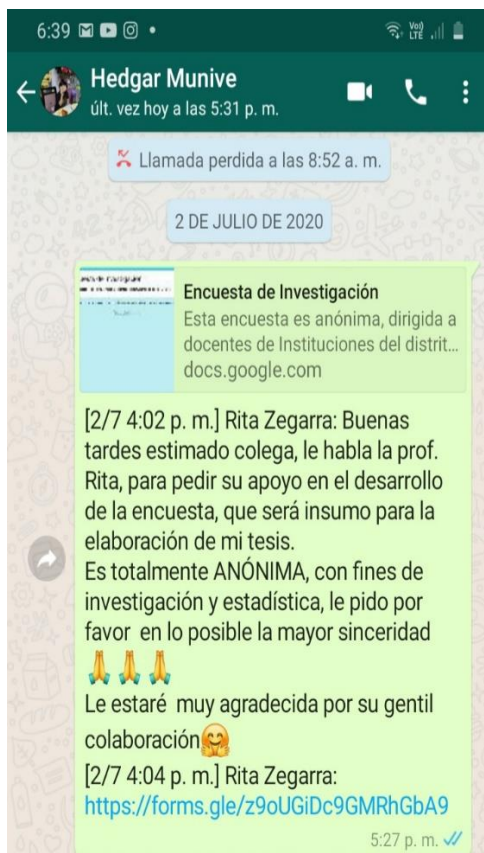 6:39
Vo))
LTE
Hedgar Munive
últ. vez hoy a las 5:31 p. m.
Llamada perdida a las 8:52 a. m.
2 DE JULIO DE 2020
Encuesta de Investigación
Esta encuesta es anónima, dirigida a
docentes de Instituciones del distrit...
docs.google.com
[2/7 4:02 p. m.] Rita Zegarra: Buenas
tardes estimado colega, le habla la prof.
Rita, para pedir su apoyo en el desarrollo
de la encuesta, que será insumo para la
elaboración de mi tesis.
Es totalmente ANÓNIMA, con fines de
investigación y estadística, le pido por
favor en lo posible la mayor sinceridad
🙏 🙏 🙏
Le estaré muy agradecida por su gentil
colaboración🤗
[2/7 4:04 p. m.] Rita Zegarra:
https://forms.gle/z9oUGiDc9GMRhGbA9
5:27 p. m.